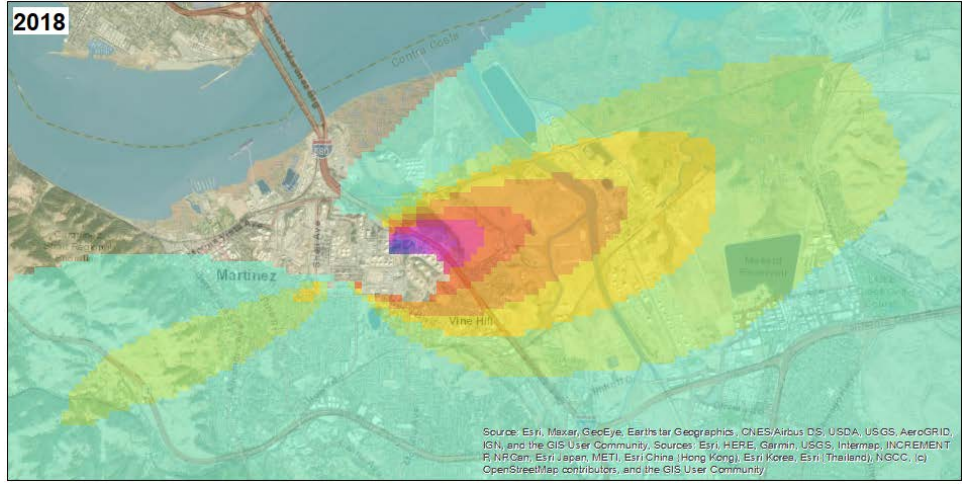 2018
Contra Costa
Martinez
Vine Hill
Source: Esri, Maxar, GeoEye, Earthstar Geographics, CNES/Airbus DS, USDA, USGS, AeroGRID,
IGN, and the GIS User Community, Sources: Esri, HERE, Garmin, USGS, Intermap, INCREMENT
P, NRCan, Esri Japan, METI, Esri China (Hong Kong), Esri Korea, Esri (Thailand), NGCC, (c)
OpenStreetMap contributors, and the GIS User Community